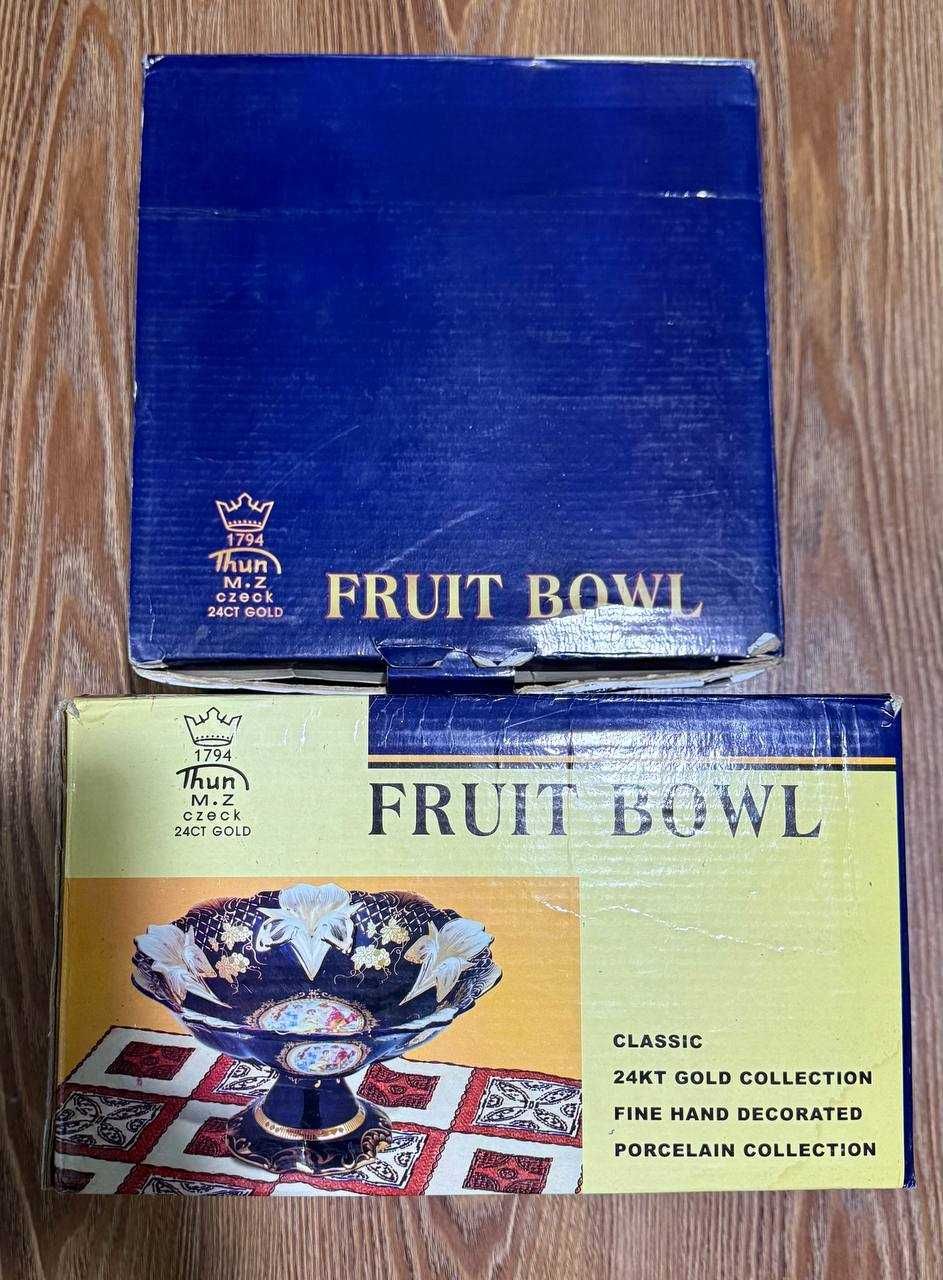 1794
Thun
M.Z
czeck
24CT GOLD
FRUIT BOWL
1794
Thun
M.Z
czeck
24CT GOLD
FRUIT BOWL
CLASSIC
24KT GOLD COLLECTION
FINE HAND DECORATED
PORCELAIN COLLECTION